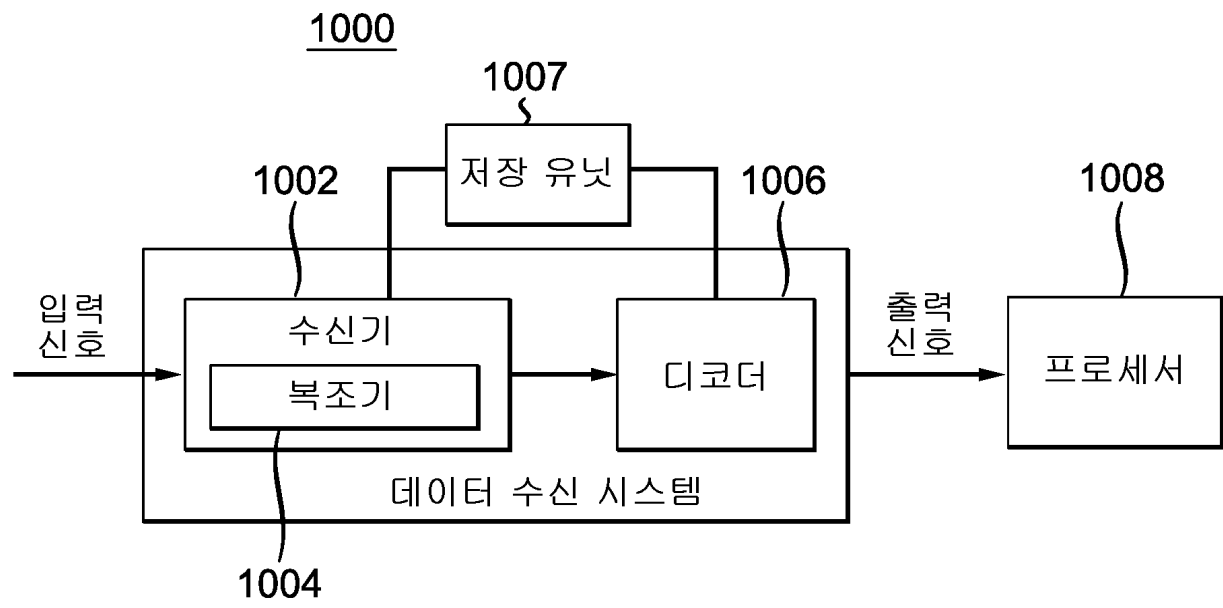 1000
1007
저장 유닛
1002
1006
1008
입력
신호
수신기
복조기
디코더
출력
신호
프로세서
데이터 수신 시스템
1004